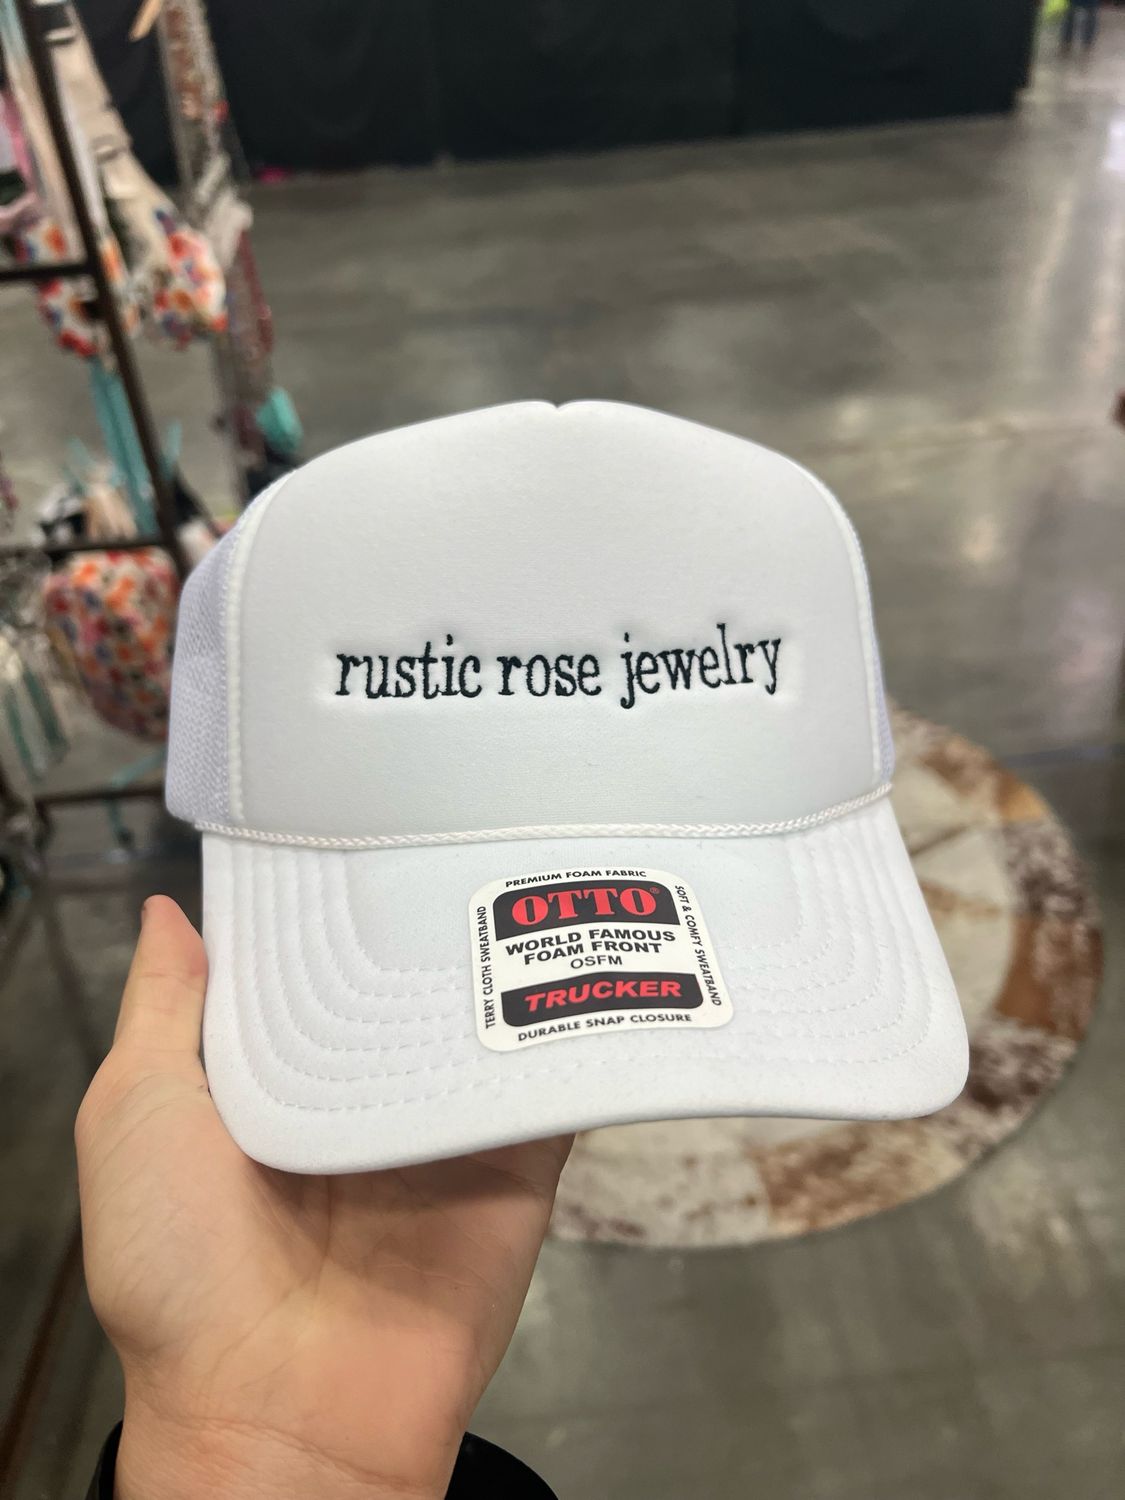 rustic rose jewelry
PREMIUM FOAM FABRIC
OTTO®
WORLD FAMOUS
FOAM FRONT
OSFM
TRUCKER
DURABLE SNAP CLOSURE
TERRY CLOTH SWEATBAND
SOFT & COMFY SWEATBAND